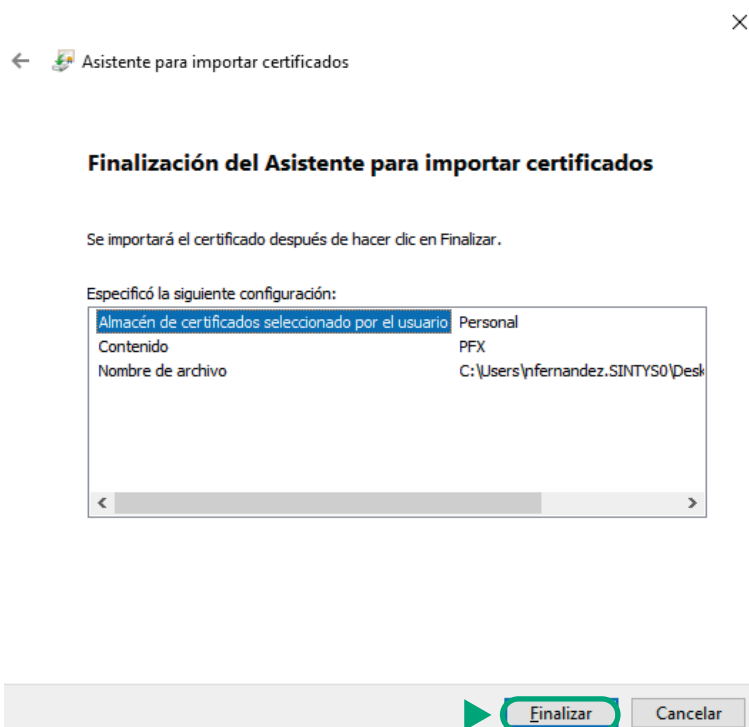 Asistente para importar certificados
Finalización del Asistente para importar certificados
Se importará el certificado después de hacer clic en Finalizar.
Especificó la siguiente configuración:
Almacén de certificados seleccionado por el usuario Personal
Contenido PFX
Nombre de archivo C:\Users\nfernandez.SINTYS0\Desk
Finalizar Cancelar